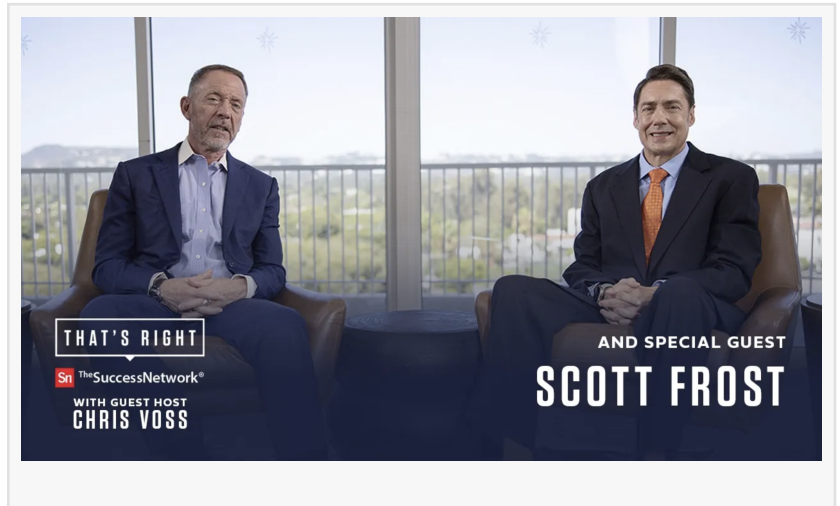 THAT'S RIGHT
Sn TheSuccessNetwork®
WITH GUEST HOST
CHRIS VOSS
AND SPECIAL GUEST
SCOTT FROST